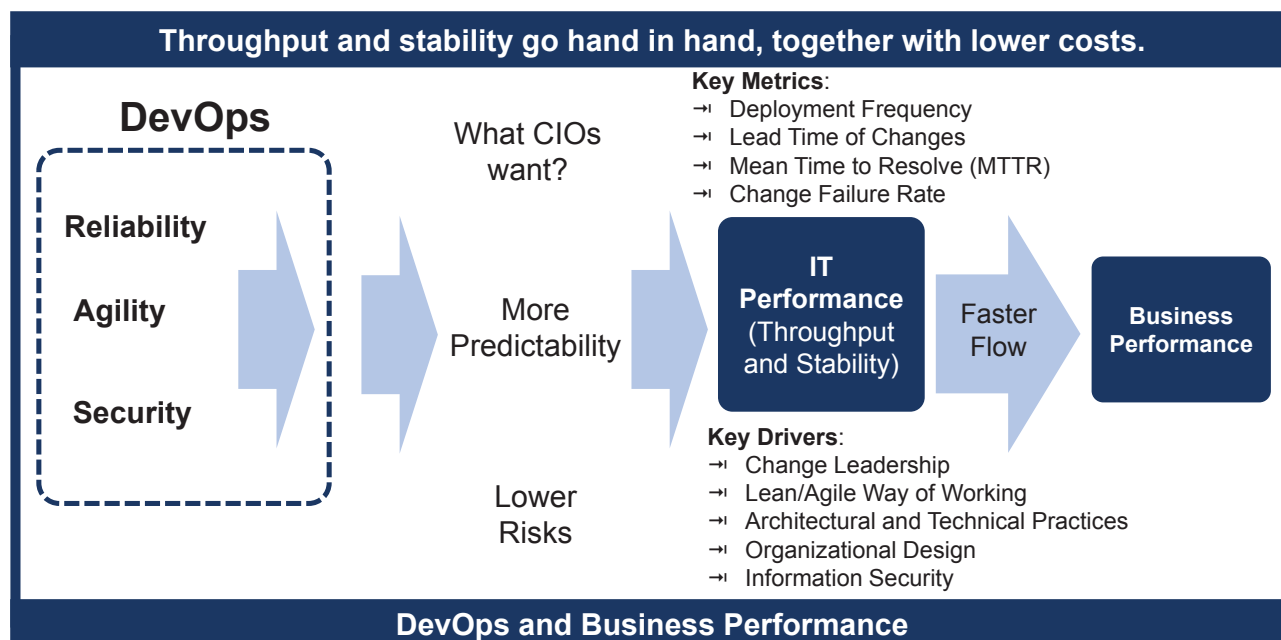 Throughput and stability go hand in hand, together with lower costs.
DevOps
Reliability
Agility
Security
What CIOs
want?
More
Predictability
Lower
Risks
Key Metrics:
Deployment Frequency
Lead Time of Changes
Mean Time to Resolve (MTTR)
Change Failure Rate
IT
Performance
(Throughput
and Stability)
Key Drivers:
Change Leadership
Lean/Agile Way of Working
Architectural and Technical Practices
Organizational Design
Information Security
Faster
Flow
Business
Performance
DevOps and Business Performance